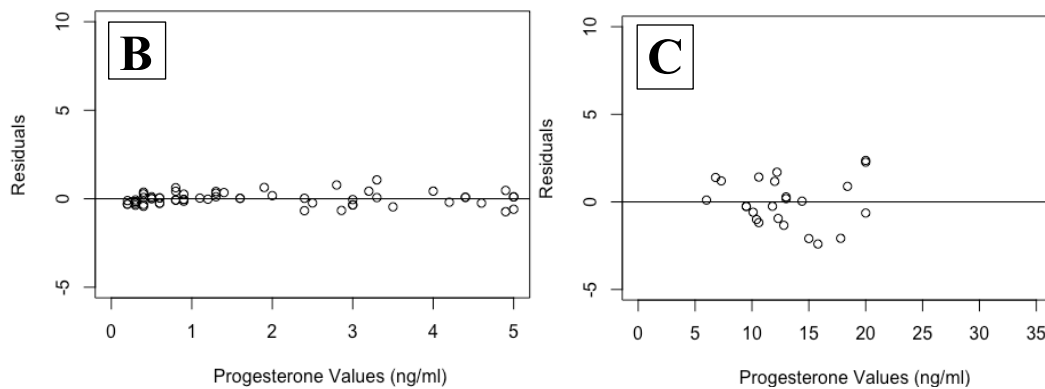 B
Residuals
10
5
0
-5
0 1 2 3 4 5
Progesterone Values (ng/ml)
C
Residuals
10
5
0
-5
0 5 10 15 20 25 30 35
Progesterone Values (ng/ml)